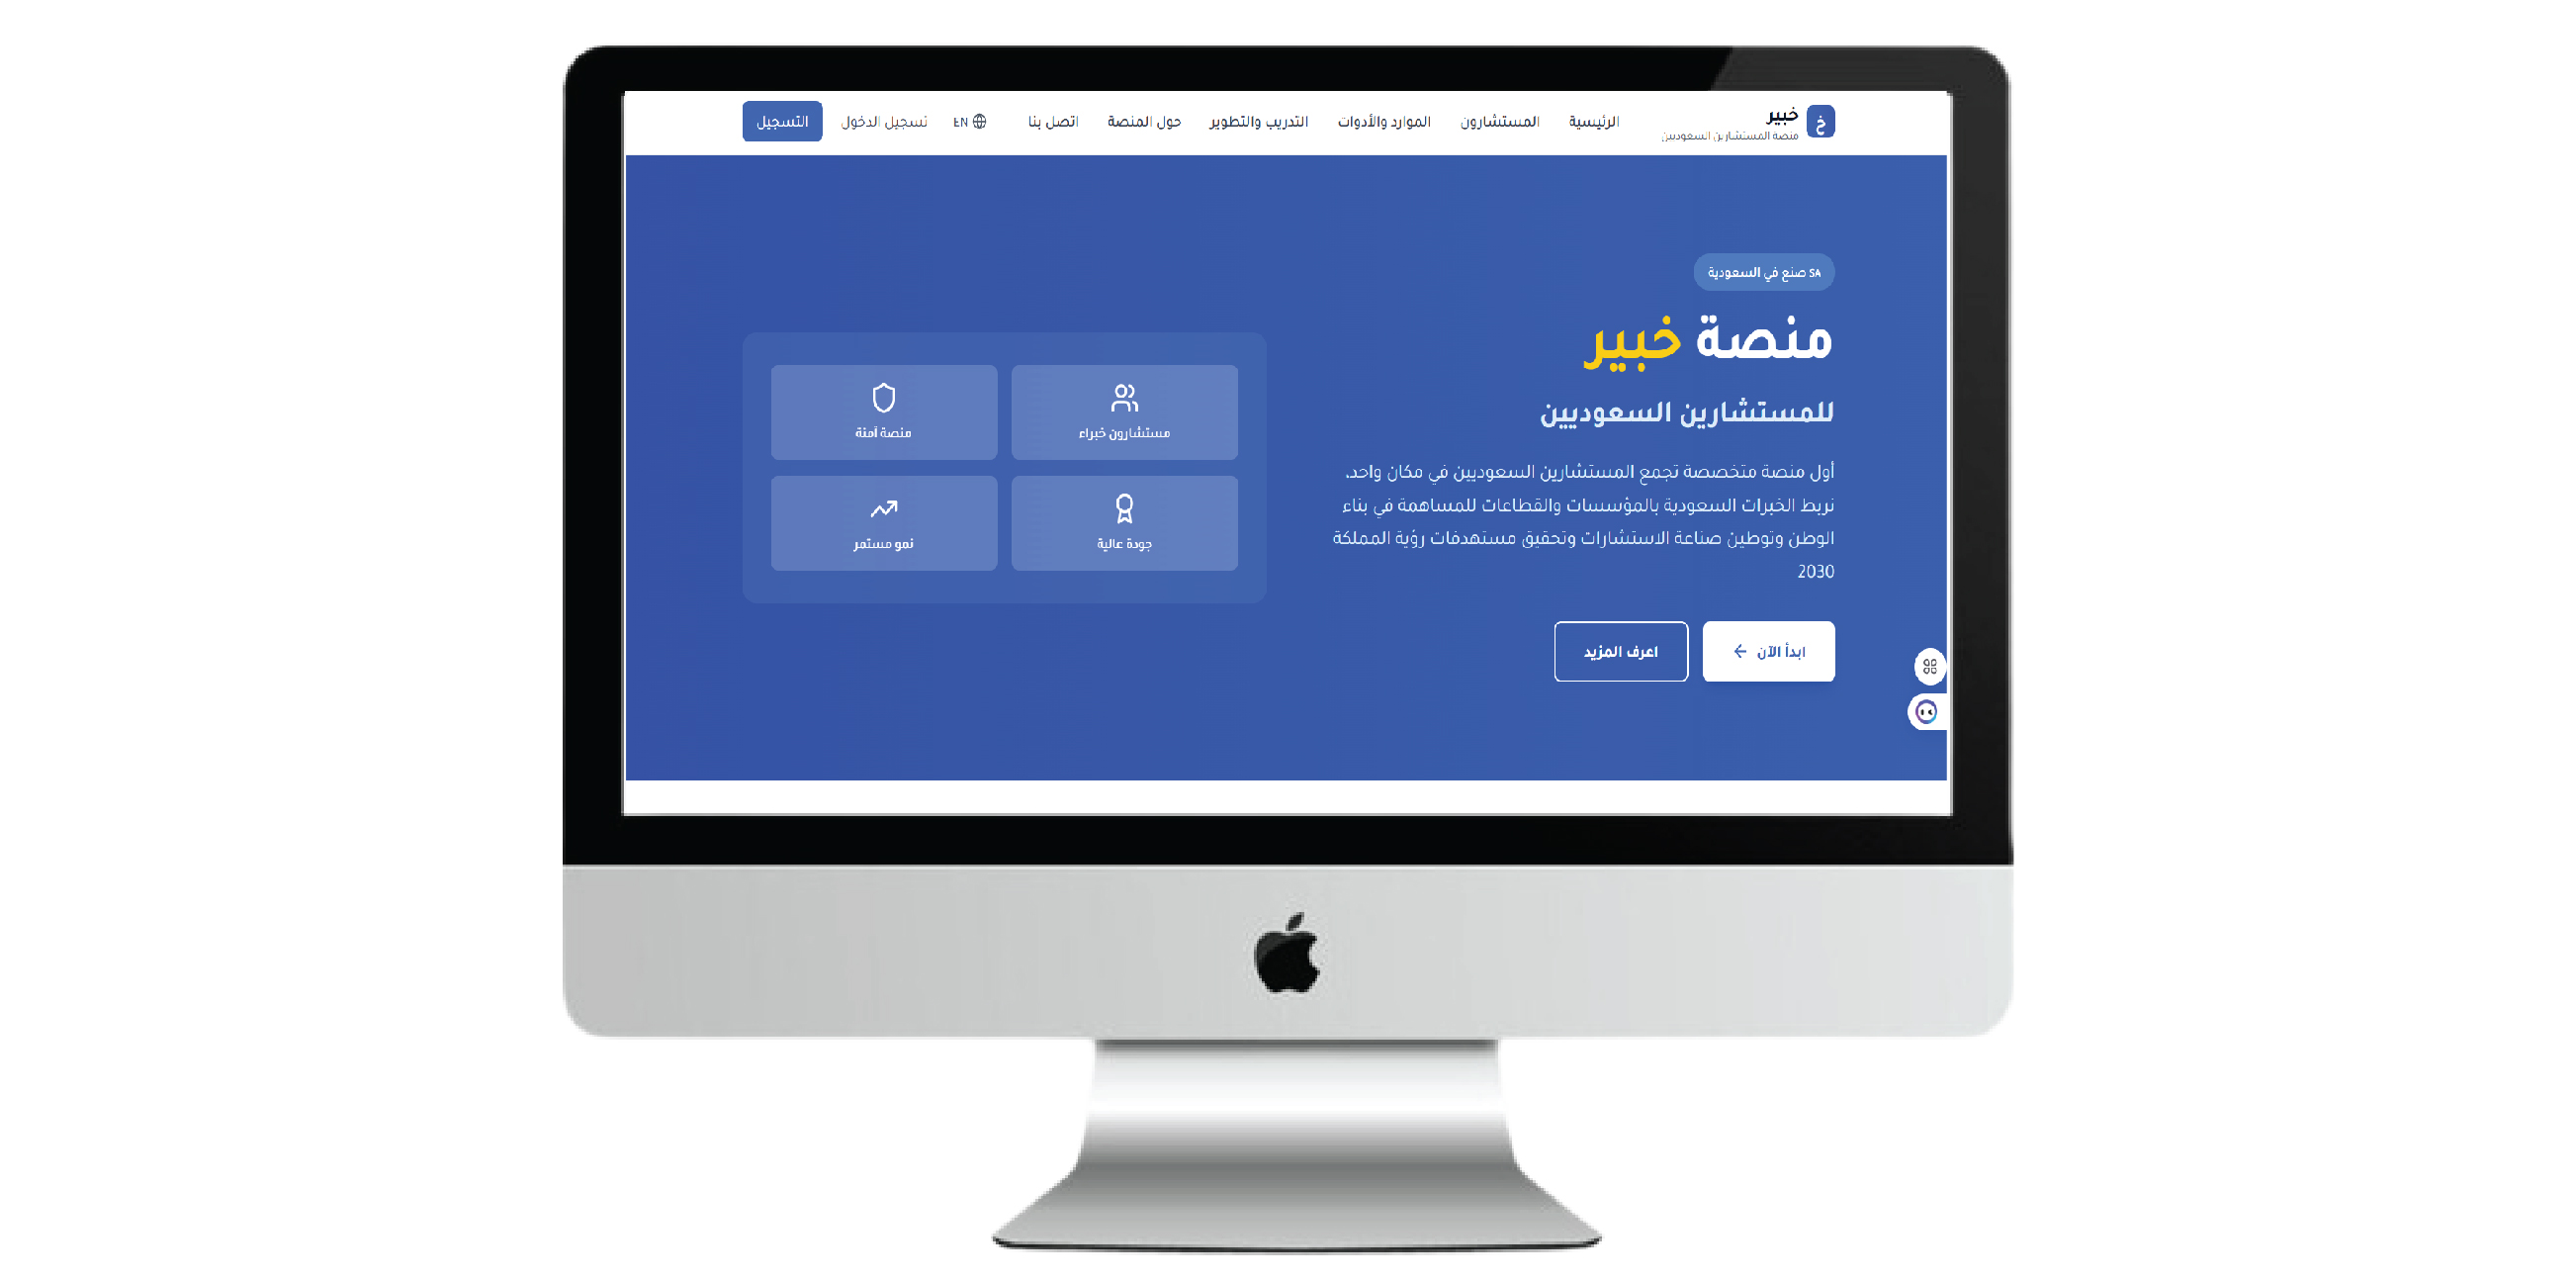 خ
خبير
منصة المستشارين السعوديين
الرئيسية
المستشارون
الموارد والأدوات
التدريب والتطوير
حول المنصة
اتصل بنا
EN
تسجيل الدخول
التسجيل
SA صنع في السعودية
منصة خبير
للمستشارين السعوديين
أول منصة متخصصة تجمع المستشارين السعوديين في مكان واحد،
نربط الخبرات السعودية بالمؤسسات والقطاعات للمساهمة في بناء
الوطن وتوطين صناعة الاستشارات وتحقيق مستهدفات رؤية المملكة
2030
ابدأ الآن
اعرف المزيد
مستشارون خبراء
منصة آمنة
جودة عالية
نمو مستمر